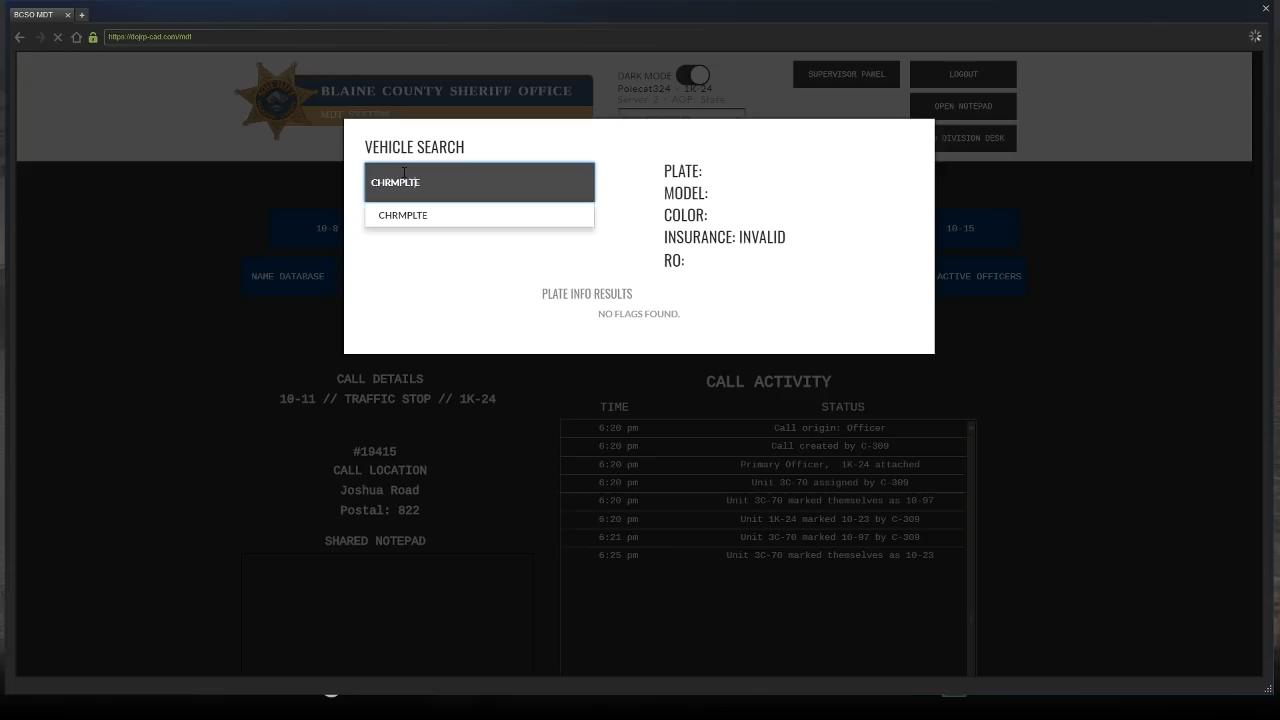 BCSO MDT
https://dojrp-cad.com/mdt
BLAINE COUNTY SHERIFF OFFICE
MDT SYSTEMS
DARK MODE
Polecat324 - 1K-24
Server 2 - AOP: State
SUPERVISOR PANEL
LOGOUT
OPEN NOTEPAD
DIVISION DESK
VEHICLE SEARCH
CHRMPLTE
CHRMPLTE
PLATE:
MODEL:
COLOR:
INSURANCE: INVALID
RO:
PLATE INFO RESULTS
NO FLAGS FOUND.
10-8
10-15
NAME DATABASE
ACTIVE OFFICERS
CALL DETAILS
10-11 // TRAFFIC STOP // 1K-24
#19415
CALL LOCATION
Joshua Road
Postal: 822
SHARED NOTEPAD
CALL ACTIVITY
TIME STATUS
6:20 pm Call origin: Officer
6:20 pm Call created by C-309
6:20 pm Primary Officer, 1K-24 attached
6:20 pm Unit 3C-70 assigned by C-309
6:20 pm Unit 3C-70 marked themselves as 10-97
6:20 pm Unit 1K-24 marked 10-23 by C-309
6:21 pm Unit 3C-70 marked 10-97 by C-309
6:25 pm Unit 3C-70 marked themselves as 10-23